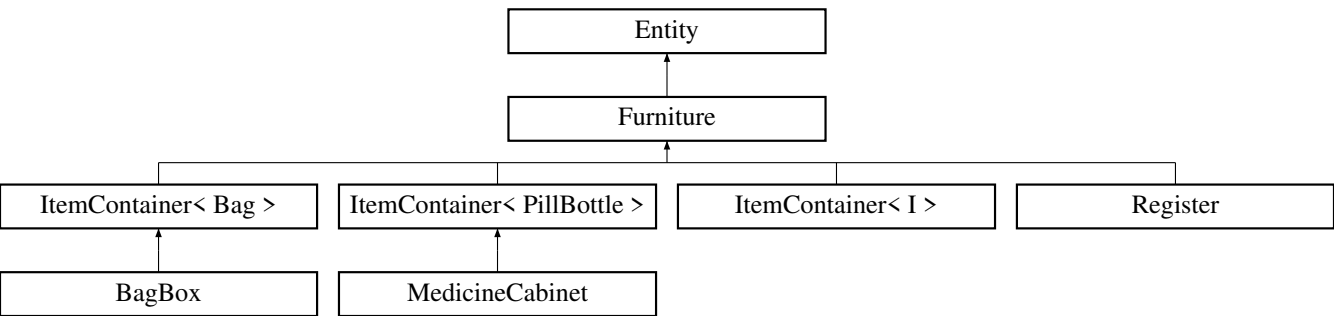 Entity
Furniture
ItemContainer< Bag >
ItemContainer< PillBottle >
ItemContainer< I >
Register
BagBox
MedicineCabinet